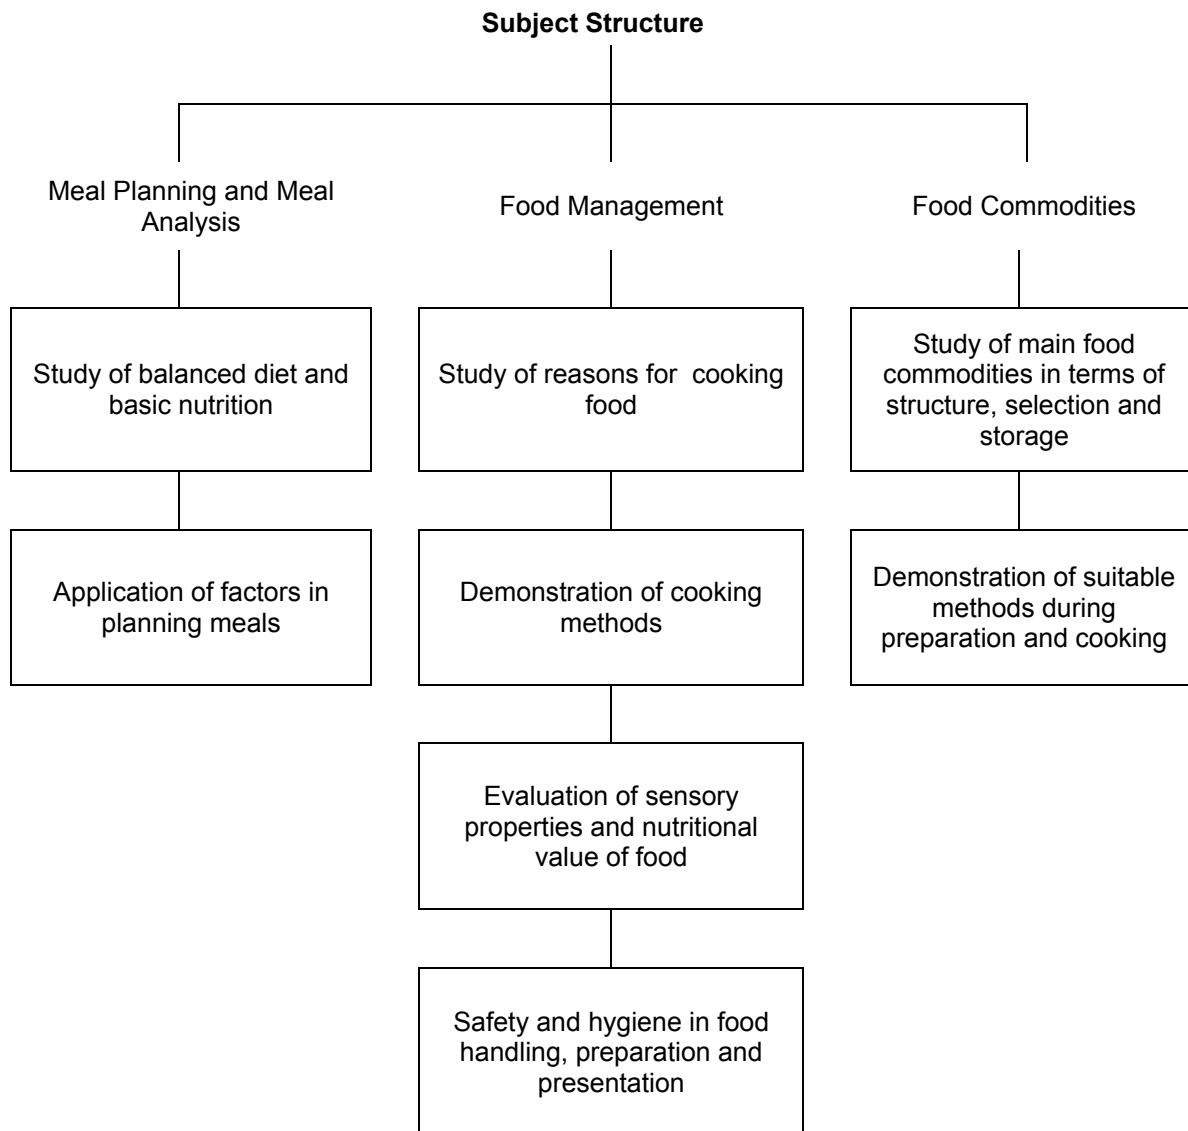 Subject Structure
Meal Planning and Meal
Analysis
Food Management
Food Commodities
Study of balanced diet and
basic nutrition
Study of reasons for  cooking
food
Study of main food
commodities in terms of
structure, selection and
storage
Application of factors in
planning meals
Demonstration of cooking
methods
Demonstration of suitable
methods during
preparation and cooking
Evaluation of sensory
properties and nutritional
value of food
Safety and hygiene in food
handling, preparation and
presentation